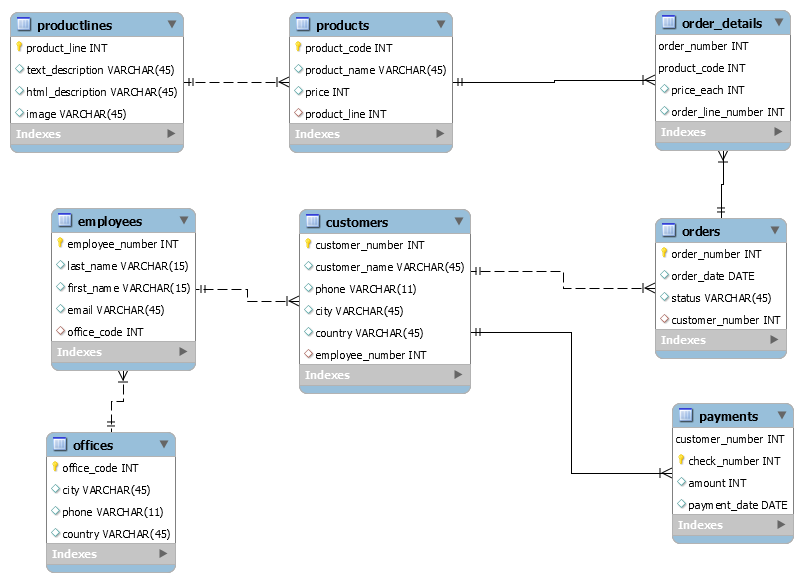 productlines
product_line INT
text_description VARCHAR(45)
html_description VARCHAR(45)
image VARCHAR(45)
Indexes
products
product_code INT
product_name VARCHAR(45)
price INT
product_line INT
Indexes
order_details
order_number INT
product_code INT
price_each INT
order_line_number INT
Indexes
employees
employee_number INT
last_name VARCHAR(15)
first_name VARCHAR(15)
email VARCHAR(45)
office_code INT
Indexes
customers
customer_number INT
customer_name VARCHAR(45)
phone VARCHAR(11)
city VARCHAR(45)
country VARCHAR(45)
employee_number INT
Indexes
orders
order_number INT
order_date DATE
status VARCHAR(45)
customer_number INT
Indexes
offices
office_code INT
city VARCHAR(45)
phone VARCHAR(11)
country VARCHAR(45)
Indexes
payments
customer_number INT
check_number INT
amount INT
payment_date DATE
Indexes